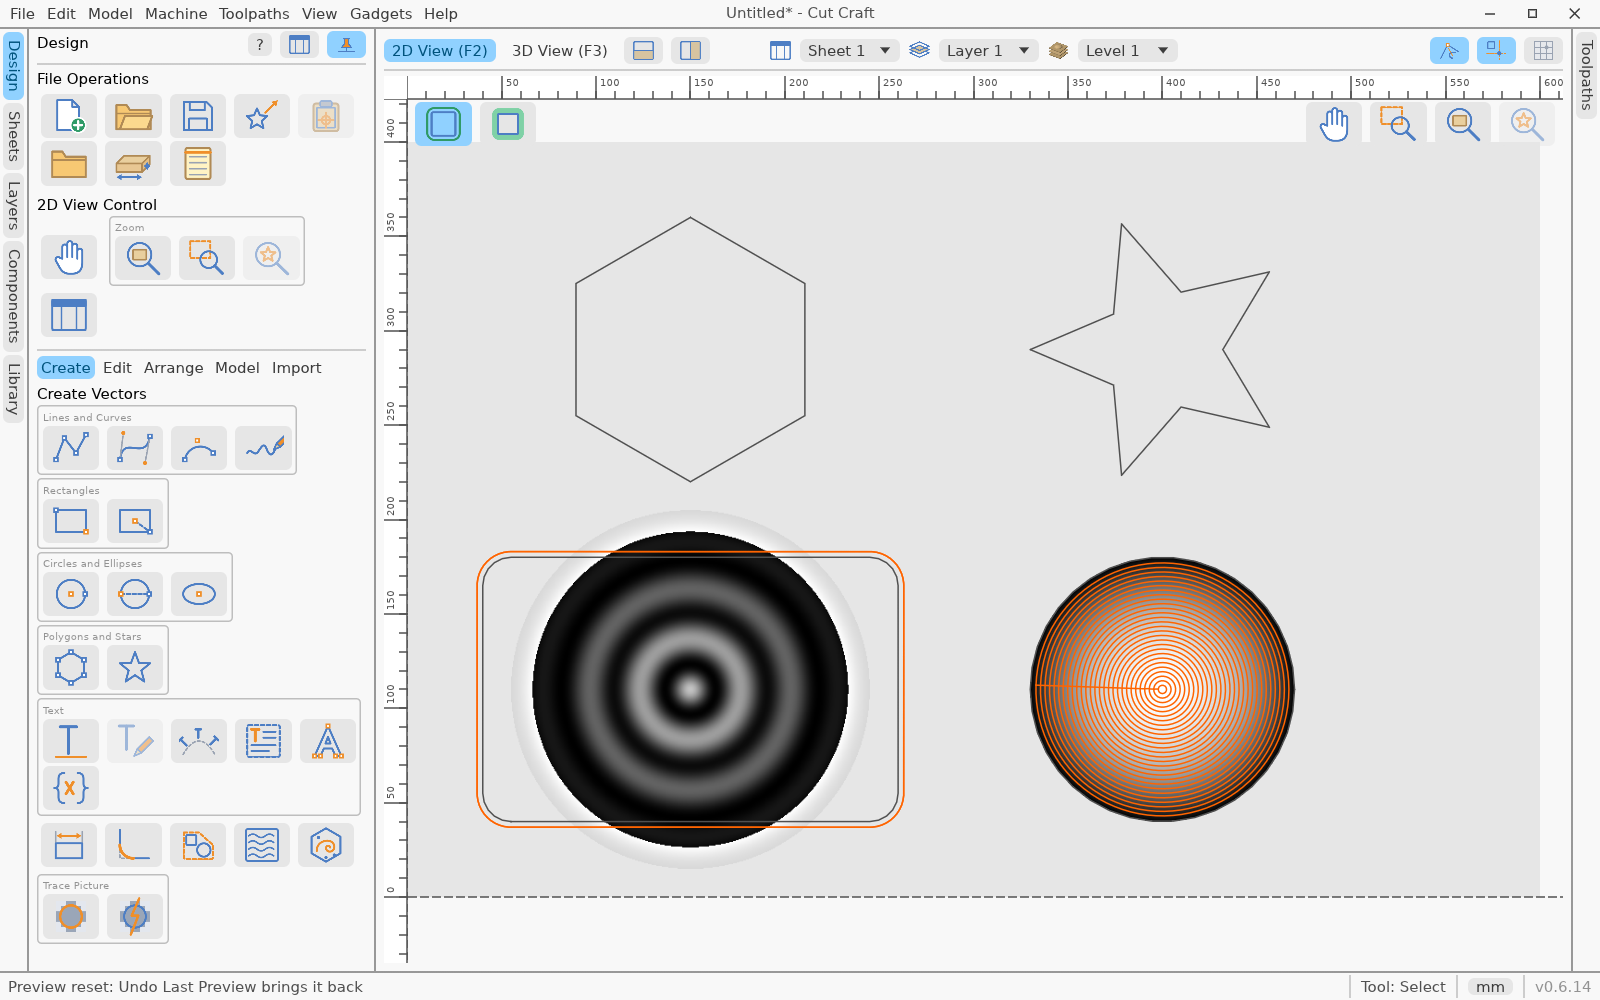 File Edit Model Machine Toolpaths View Gadgets Help
Untitled* - Cut Craft
Design
Sheets
Layers
Components
Library
Design
?
File Operations
2D View Control
Zoom
Create Edit Arrange Model Import
Create Vectors
Lines and Curves
Rectangles
Circles and Ellipses
Polygons and Stars
Text
Trace Picture
2D View (F2) 3D View (F3) Sheet 1 Layer 1 Level 1
50 100 150 200 250 300 350 400 450 500 550 600
400
350
300
250
200
150
100
50
0
Toolpaths
Preview reset: Undo Last Preview brings it back
Tool: Select mm v0.6.14